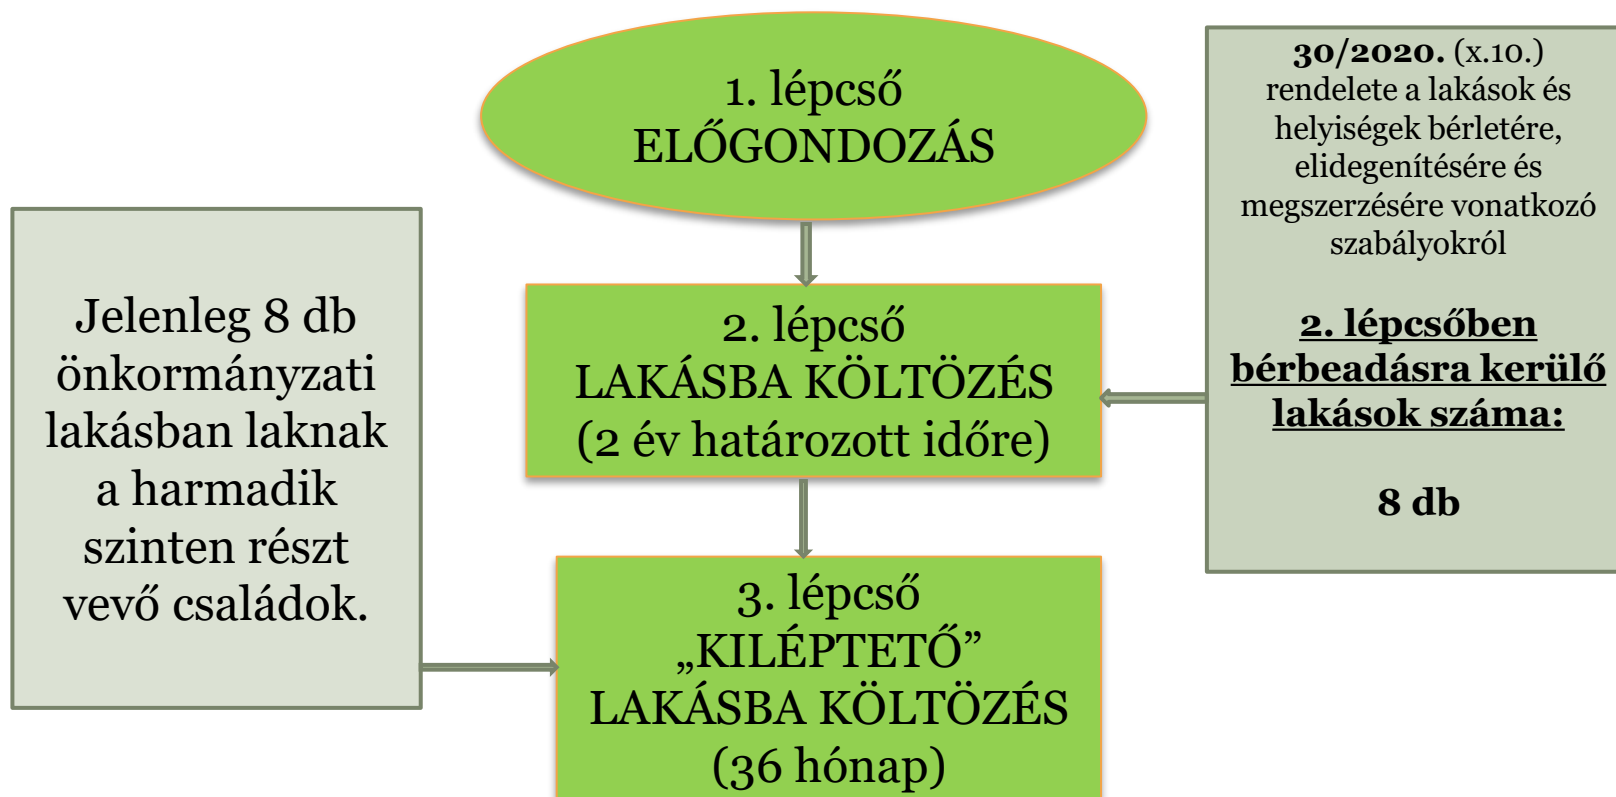 1. lépcső
ELŐGONDOZÁS
30/2020. (x.10.)
rendelete a lakások és
helyiségek bérletére,
elidegenítésére és
megszerzésére vonatkozó
szabályokról
2. lépcsőben
bérbeadásra kerülő
lakások száma:
8 db
2. lépcső
LAKÁSBA KÖLTÖZÉS
(2 év határozott időre)
Jelenleg 8 db
önkormányzati
lakásban laknak
a harmadik
szinten részt
vevő családok.
3. lépcső
„KILÉPTETŐ”
LAKÁSBA KÖLTÖZÉS
(36 hónap)